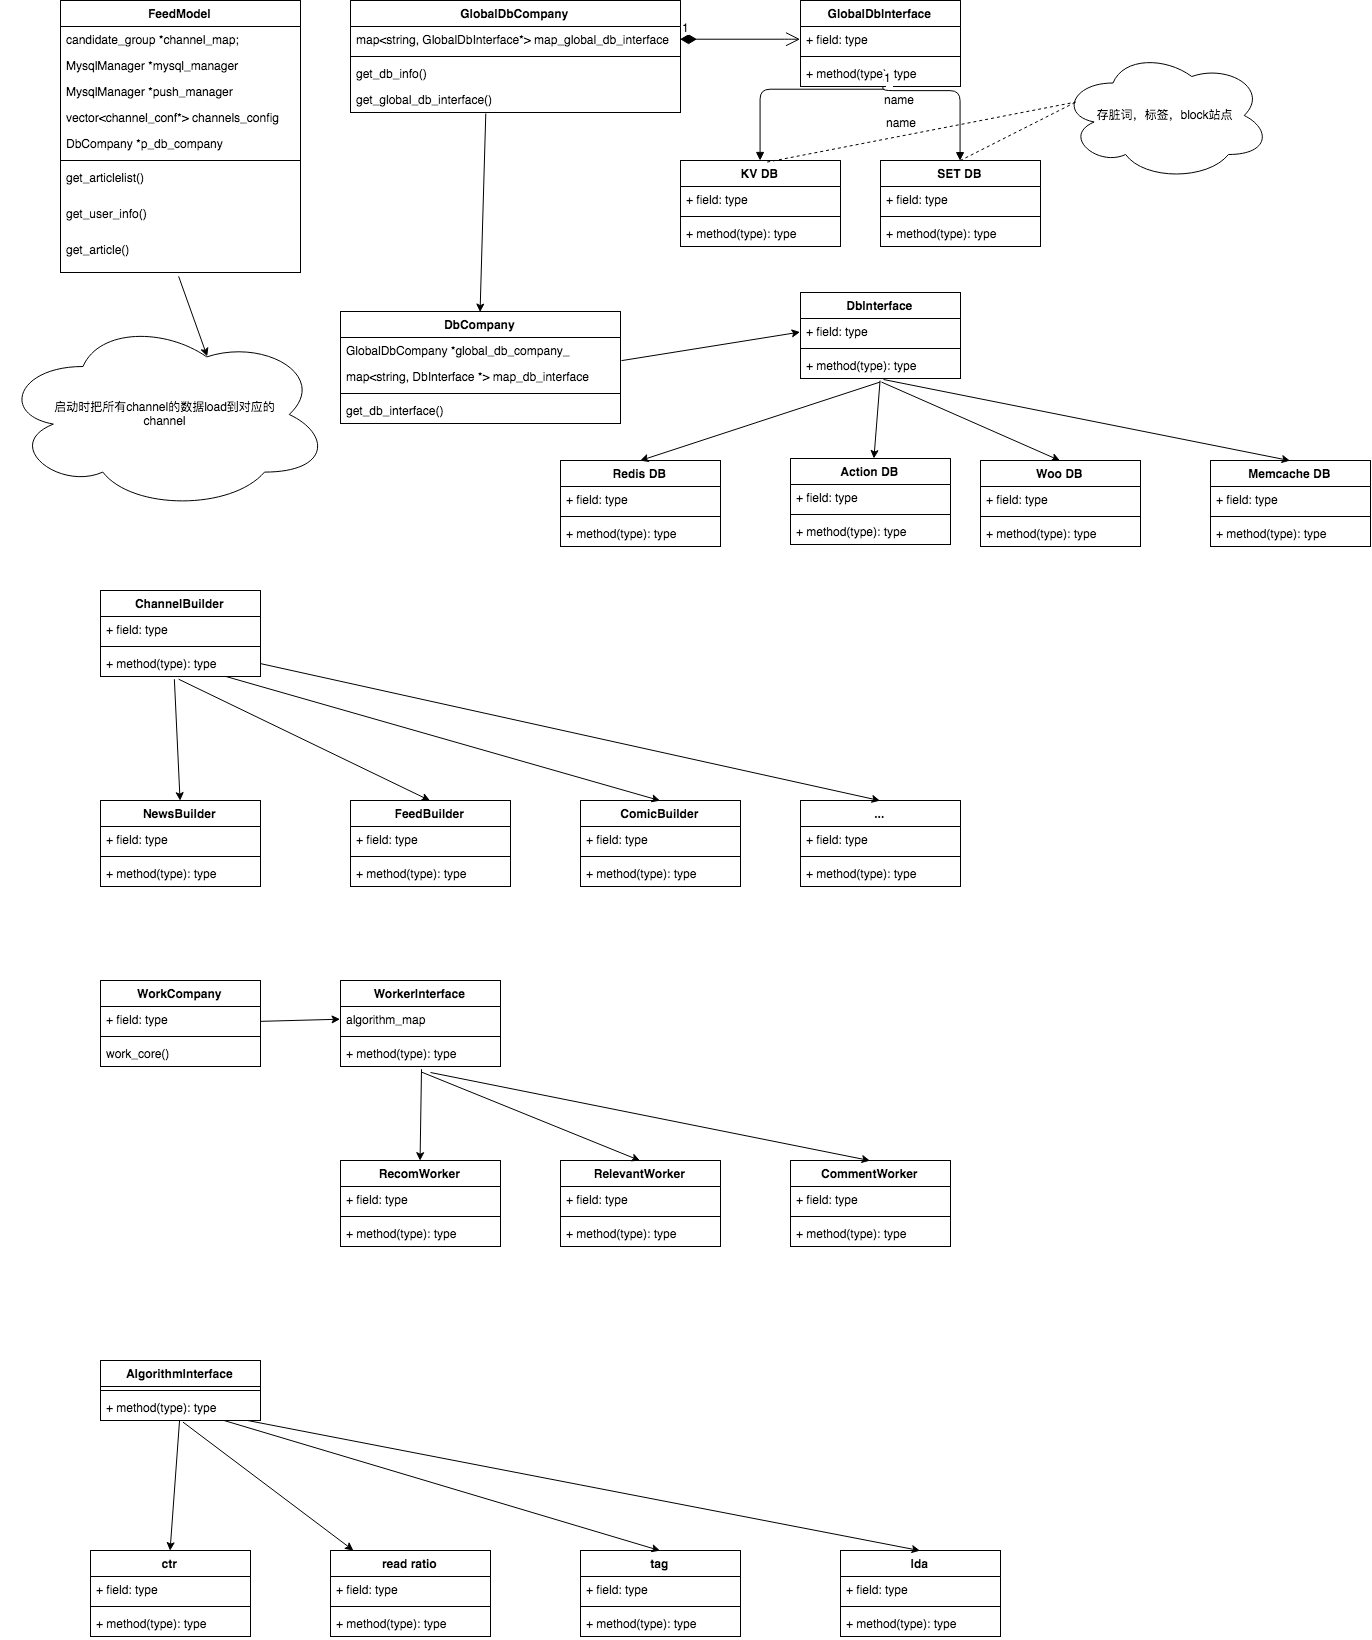 FeedModel
candidate_group *channel_map;
MysqlManager *mysql_manager
MysqlManager *push_manager
vector<channel_conf*> channels_config
DbCompany *p_db_company
get_articlelist()
get_user_info()
get_article()
启动时把所有channel的数据load到对应的
channel
GlobalDbCompany
map<string, GlobalDbInterface*> map_global_db_interface
get_db_info()
get_global_db_interface()
1
GlobalDbInterface
+ field: type
+ method(type): type
1
name
name
存脏词，标签，block站点
KV DB
+ field: type
+ method(type): type
SET DB
+ field: type
+ method(type): type
DbCompany
GlobalDbCompany *global_db_company_
map<string, DbInterface *> map_db_interface
get_db_interface()
DbInterface
+ field: type
+ method(type): type
Redis DB
+ field: type
+ method(type): type
Action DB
+ field: type
+ method(type): type
Woo DB
+ field: type
+ method(type): type
Memcache DB
+ field: type
+ method(type): type
ChannelBuilder
+ field: type
+ method(type): type
NewsBuilder
+ field: type
+ method(type): type
FeedBuilder
+ field: type
+ method(type): type
ComicBuilder
+ field: type
+ method(type): type
...
+ field: type
+ method(type): type
WorkCompany
+ field: type
work_core()
WorkerInterface
algorithm_map
+ method(type): type
RecomWorker
+ field: type
+ method(type): type
RelevantWorker
+ field: type
+ method(type): type
CommentWorker
+ field: type
+ method(type): type
AlgorithmInterface
+ method(type): type
ctr
+ field: type
+ method(type): type
read ratio
+ field: type
+ method(type): type
tag
+ field: type
+ method(type): type
lda
+ field: type
+ method(type): type